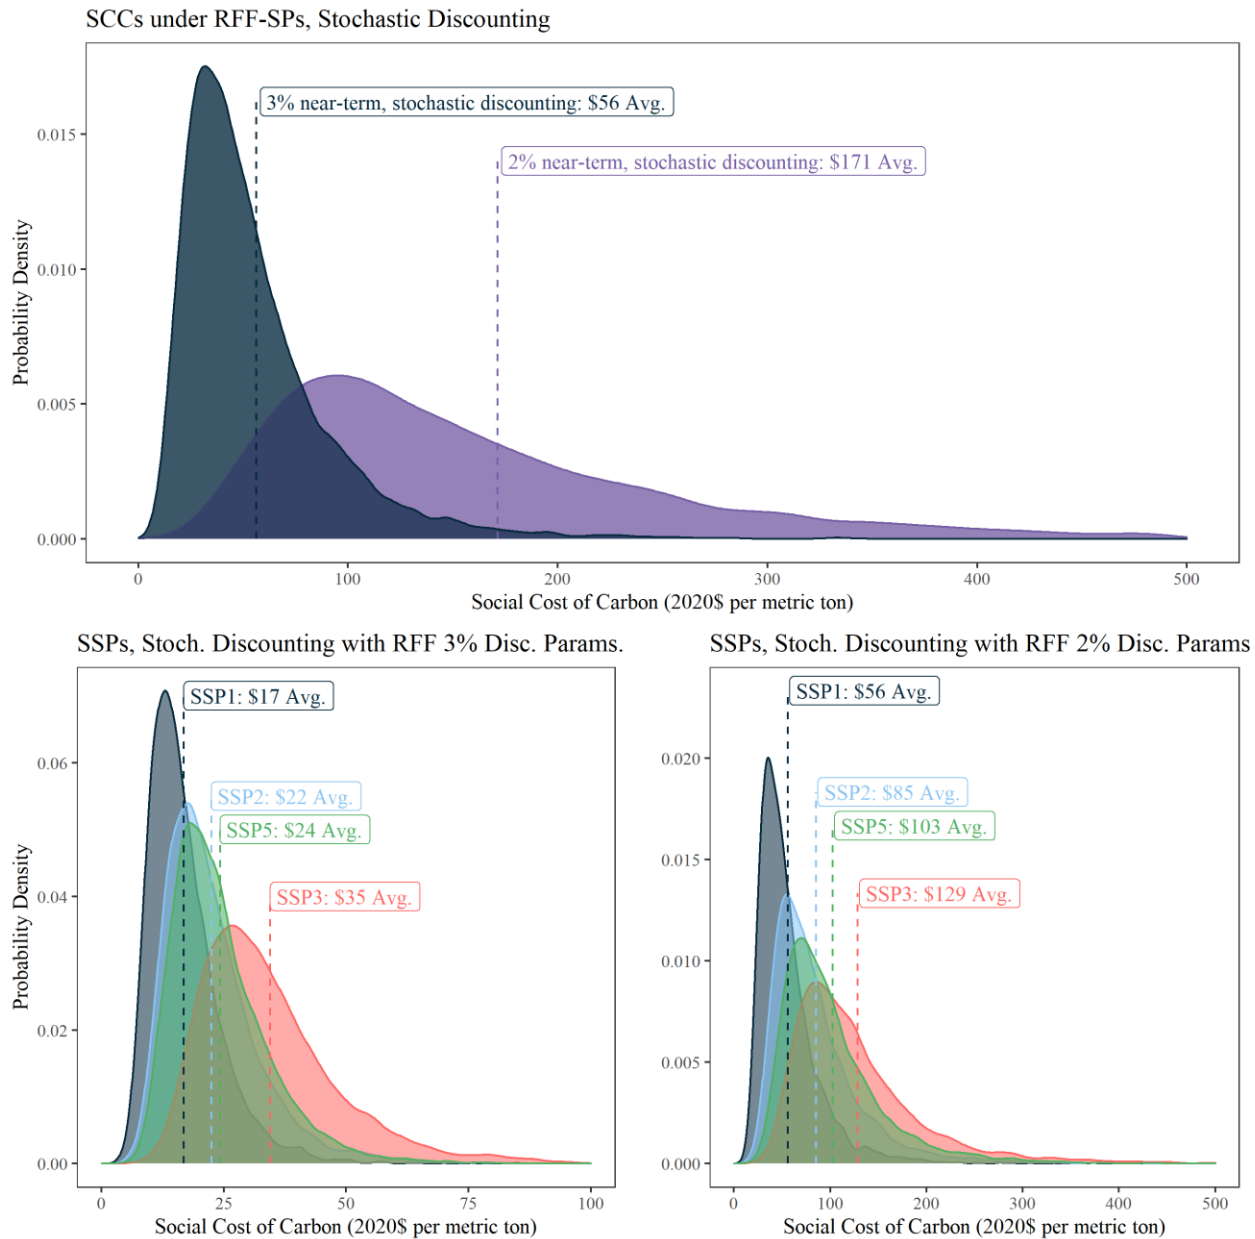 SCCs under RFF-SPs, Stochastic Discounting
3% near-term, stochastic discounting: $56 Avg.
2% near-term, stochastic discounting: $171 Avg.
Probability Density
0.015
0.010
0.005
0.000
0 100 200 300 400 500
Social Cost of Carbon (2020$ per metric ton)
SSPs, Stoch. Discounting with RFF 3% Disc. Params.
SSP1: $17 Avg.
SSP2: $22 Avg.
SSP5: $24 Avg.
SSP3: $35 Avg.
Probability Density
0.06
0.04
0.02
0.00
0 25 50 75 100
Social Cost of Carbon (2020$ per metric ton)
SSPs, Stoch. Discounting with RFF 2% Disc. Params
SSP1: $56 Avg.
SSP2: $85 Avg.
SSP5: $103 Avg.
SSP3: $129 Avg.
0.020
0.015
0.010
0.005
0.000
0 100 200 300 400 500
Social Cost of Carbon (2020$ per metric ton)